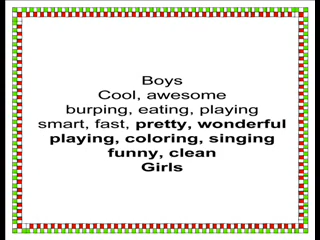 Boys
Cool, awesome
burping, eating, playing
smart, fast, pretty, wonderful
playing, coloring, singing
funny, clean
Girls